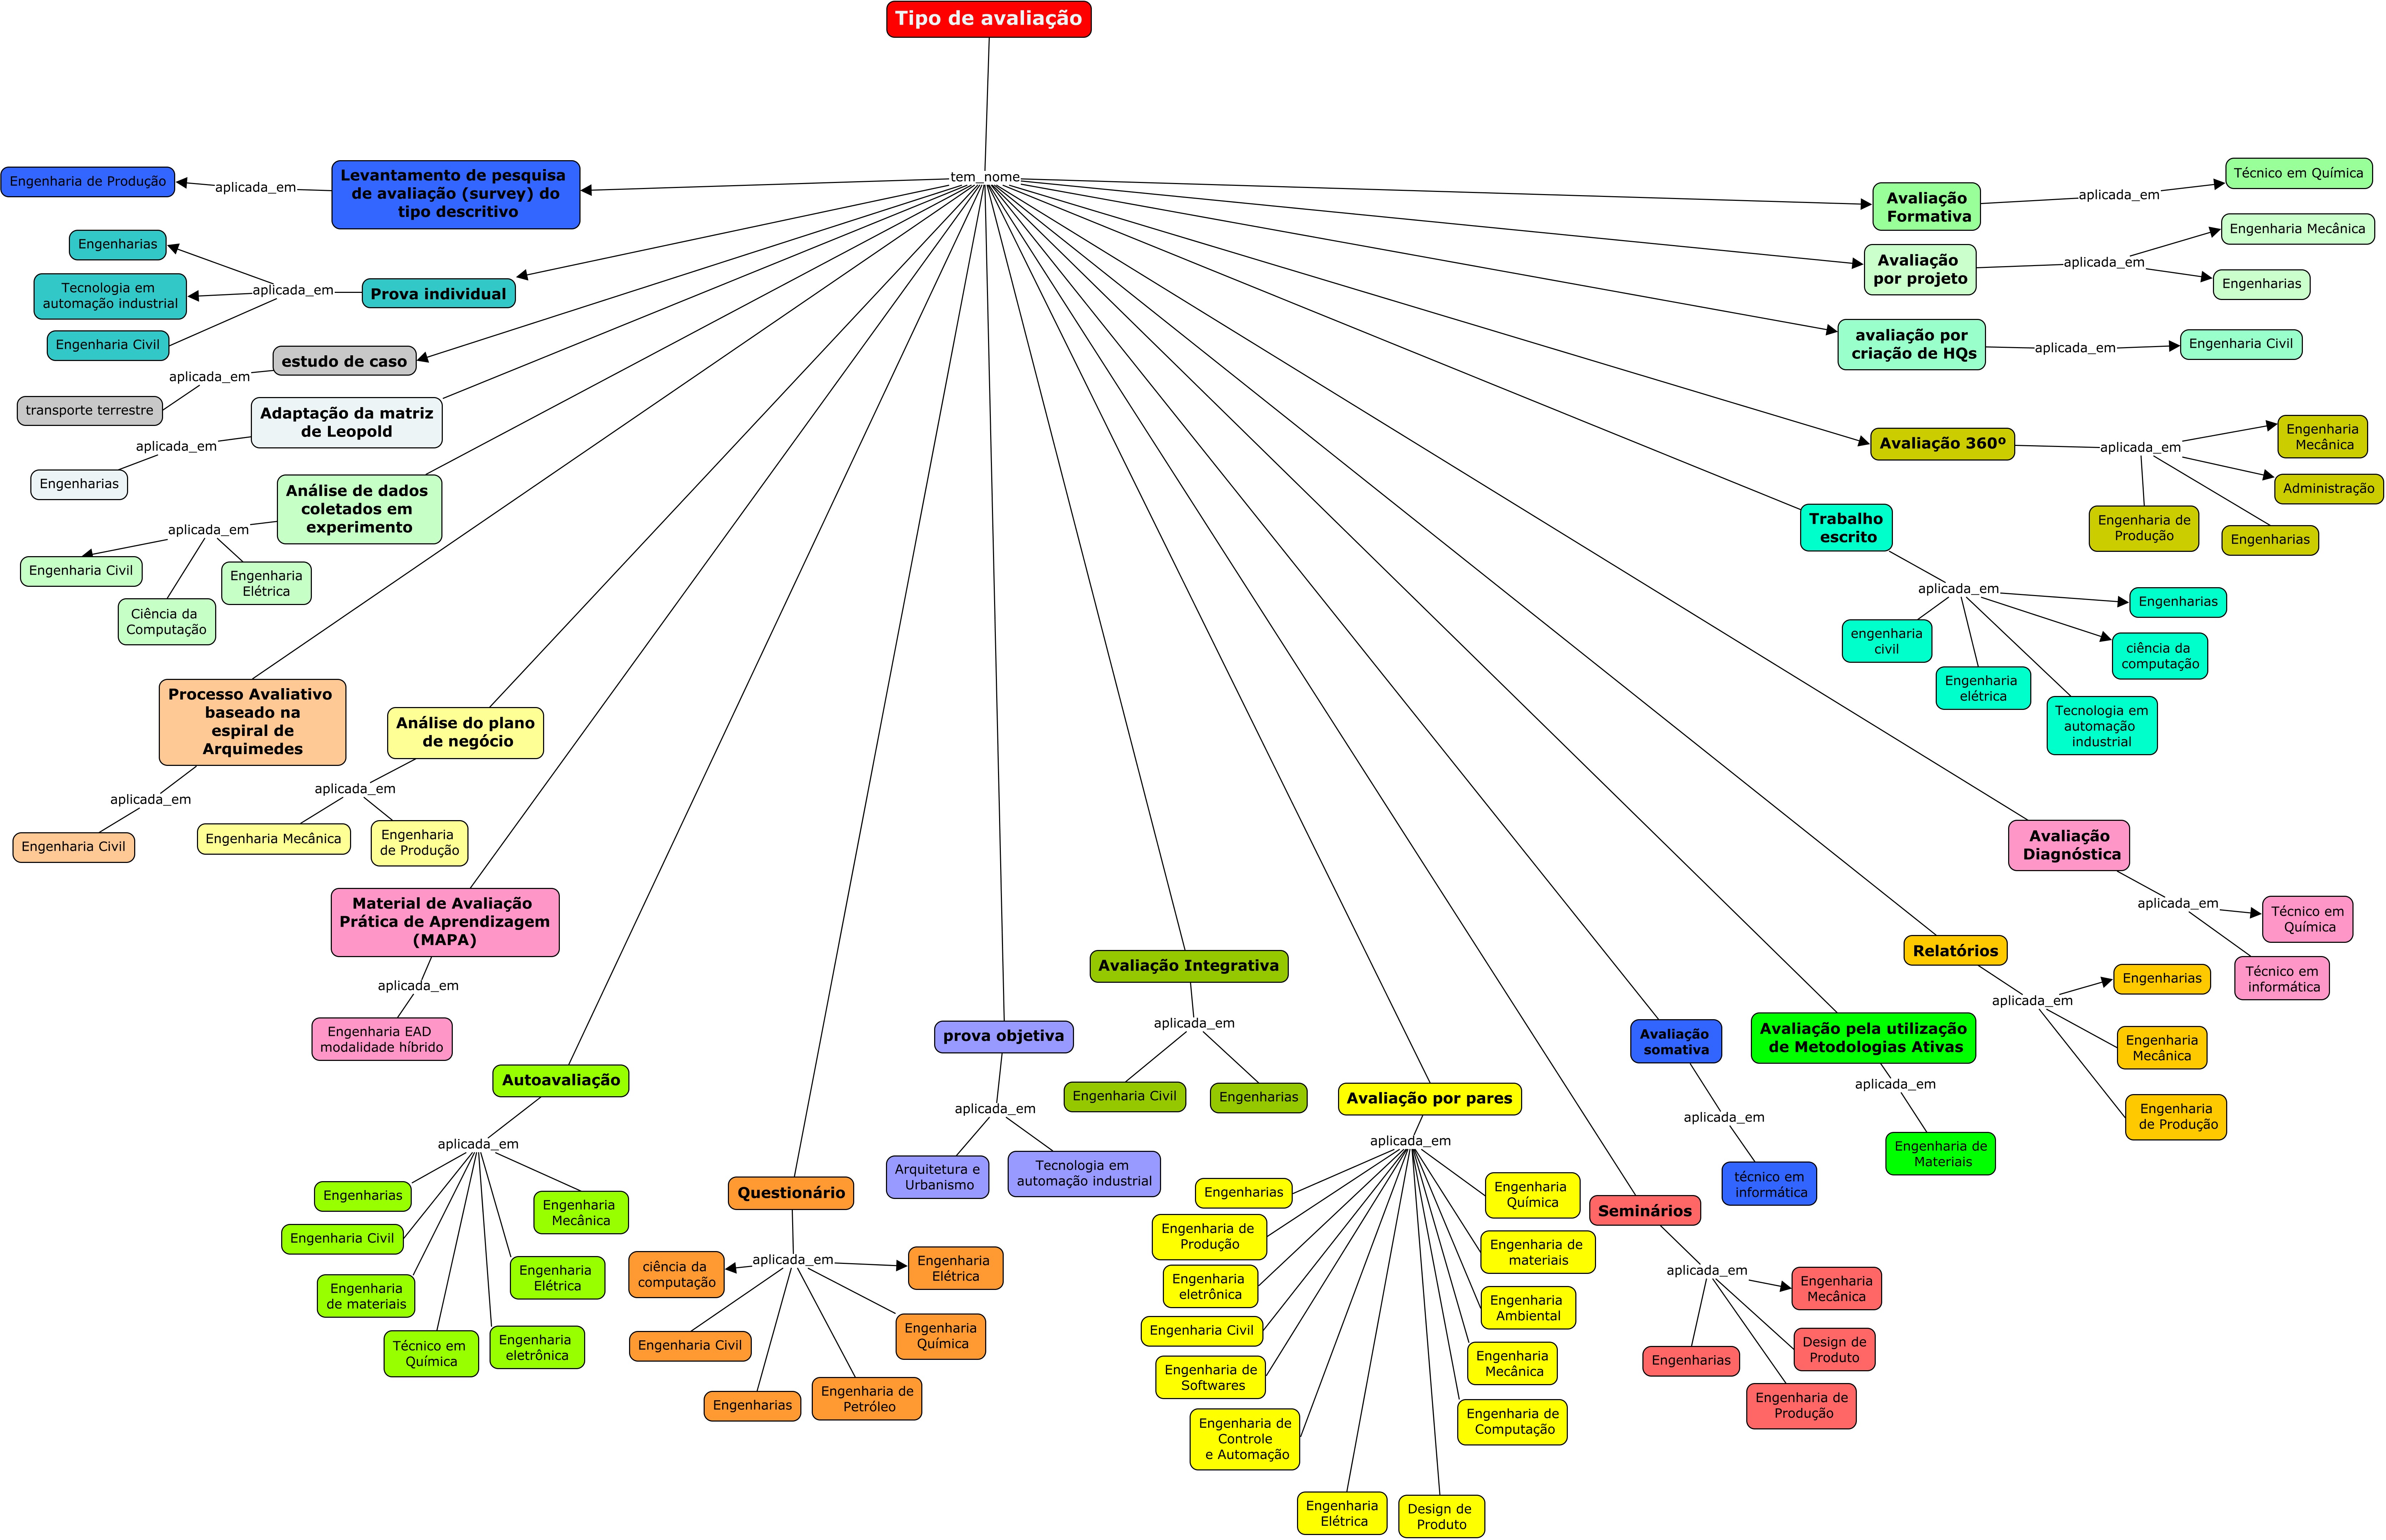 Tipo de avaliação
tem_nome
Levantamento de pesquisa
de avaliação (survey) do
tipo descritivo
aplicada_em
Engenharia de Produção
Prova individual
aplicada_em
Engenharias
Tecnologia em
automação industrial
Engenharia Civil
estudo de caso
aplicada_em
transporte terrestre
Adaptação da matriz
de Leopold
aplicada_em
Engenharias
Análise de dados
coletados em
experimento
aplicada_em
Engenharia Civil
Ciência da
Computação
Engenharia
Elétrica
Processo Avaliativo
baseado na
espiral de
Arquimedes
aplicada_em
Engenharia Civil
Análise do plano
de negócio
aplicada_em
Engenharia Mecânica
Engenharia
de Produção
Material de Avaliação
Prática de Aprendizagem
(MAPA)
aplicada_em
Engenharia EAD
modalidade híbrido
Autoavaliação
aplicada_em
Engenharias
Engenharia Civil
Engenharia
de materiais
Técnico em
Química
Engenharia
eletrônica
Engenharia
Elétrica
Engenharia
Mecânica
Questionário
aplicada_em
ciência da
computação
Engenharia Civil
Engenharias
Engenharia de
Petróleo
Engenharia
Química
Engenharia
Elétrica
prova objetiva
aplicada_em
Arquitetura e
Urbanismo
Tecnologia em
automação industrial
Avaliação Integrativa
aplicada_em
Engenharia Civil
Engenharias
Avaliação por pares
aplicada_em
Engenharias
Engenharia de
Produção
Engenharia
eletrônica
Engenharia Civil
Engenharia de
Softwares
Engenharia de
Controle
e Automação
Engenharia
Elétrica
Design de
Produto
Engenharia de
Computação
Engenharia
Mecânica
Engenharia
Ambiental
Engenharia de
materiais
Engenharia
Química
Seminários
aplicada_em
Engenharia
Mecânica
Design de
Produto
Engenharia de
Produção
Engenharias
Avaliação
somativa
aplicada_em
técnico em
informática
Avaliação pela utilização
de Metodologias Ativas
aplicada_em
Engenharia de
Materiais
Relatórios
aplicada_em
Engenharias
Engenharia
Mecânica
Engenharia
de Produção
Avaliação
Diagnóstica
aplicada_em
Técnico em
Química
Técnico em
informática
Trabalho
escrito
aplicada_em
Engenharias
ciência da
computação
Tecnologia em
automação
industrial
Engenharia
elétrica
engenharia
civil
Avaliação 360º
aplicada_em
Engenharia
Mecânica
Administração
Engenharias
Engenharia de
Produção
avaliação por
criação de HQs
aplicada_em
Engenharia Civil
Avaliação
por projeto
aplicada_em
Engenharia Mecânica
Engenharias
Avaliação
Formativa
aplicada_em
Técnico em Química